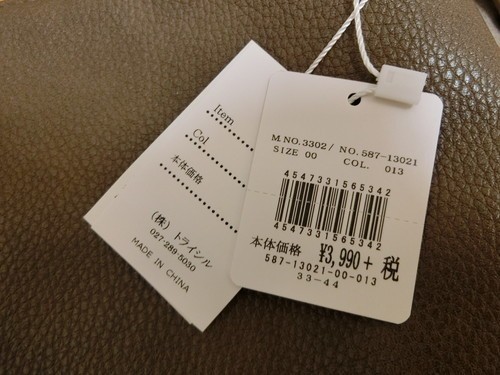 Item
Col
本体価格
(株)トライシル
027-289-5030
MADE IN CHINA
M.NO.3302/ NO.587-13021
SIZE 00 COL. 013
4547331565342
4547331565342
本体価格 ¥3,990+税
587-13021-00-013
33-44